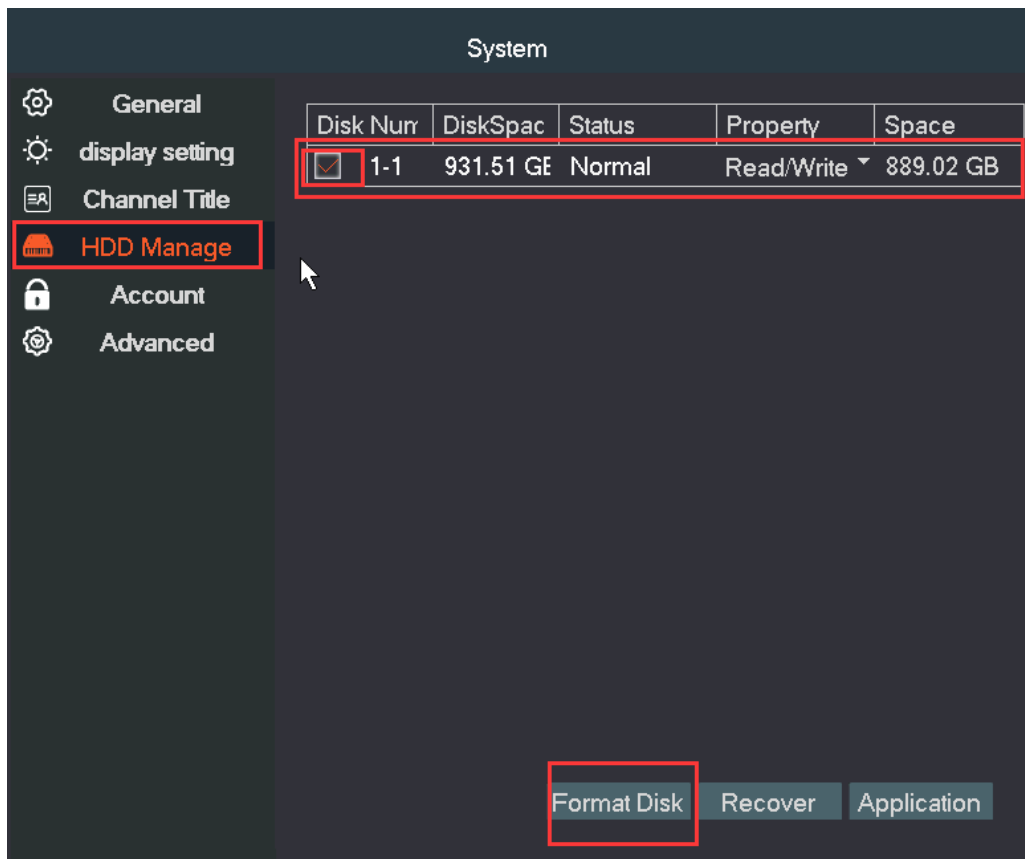 System
General
display setting
Channel Title
HDD Manage
Account
Advanced
Disk Num DiskSpac Status Property Space
1-1 931.51 GE Normal Read/Write 889.02 GB
Format Disk Recover Application